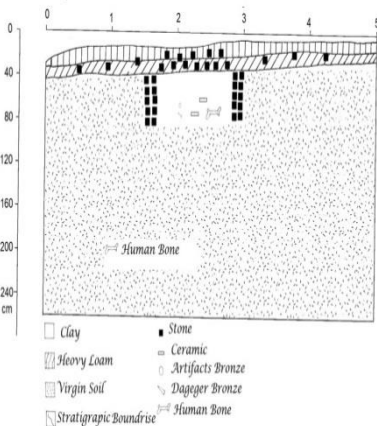 0 1 2 3 4 5
0
40
80
120
160
200
240
cm
Human Bone
Clay
Heovy Loam
Virgin Soil
Stratigrapic Boundrise
Stone
Ceramic
Artifacts Bronze
Dageger Bronze
Human Bone